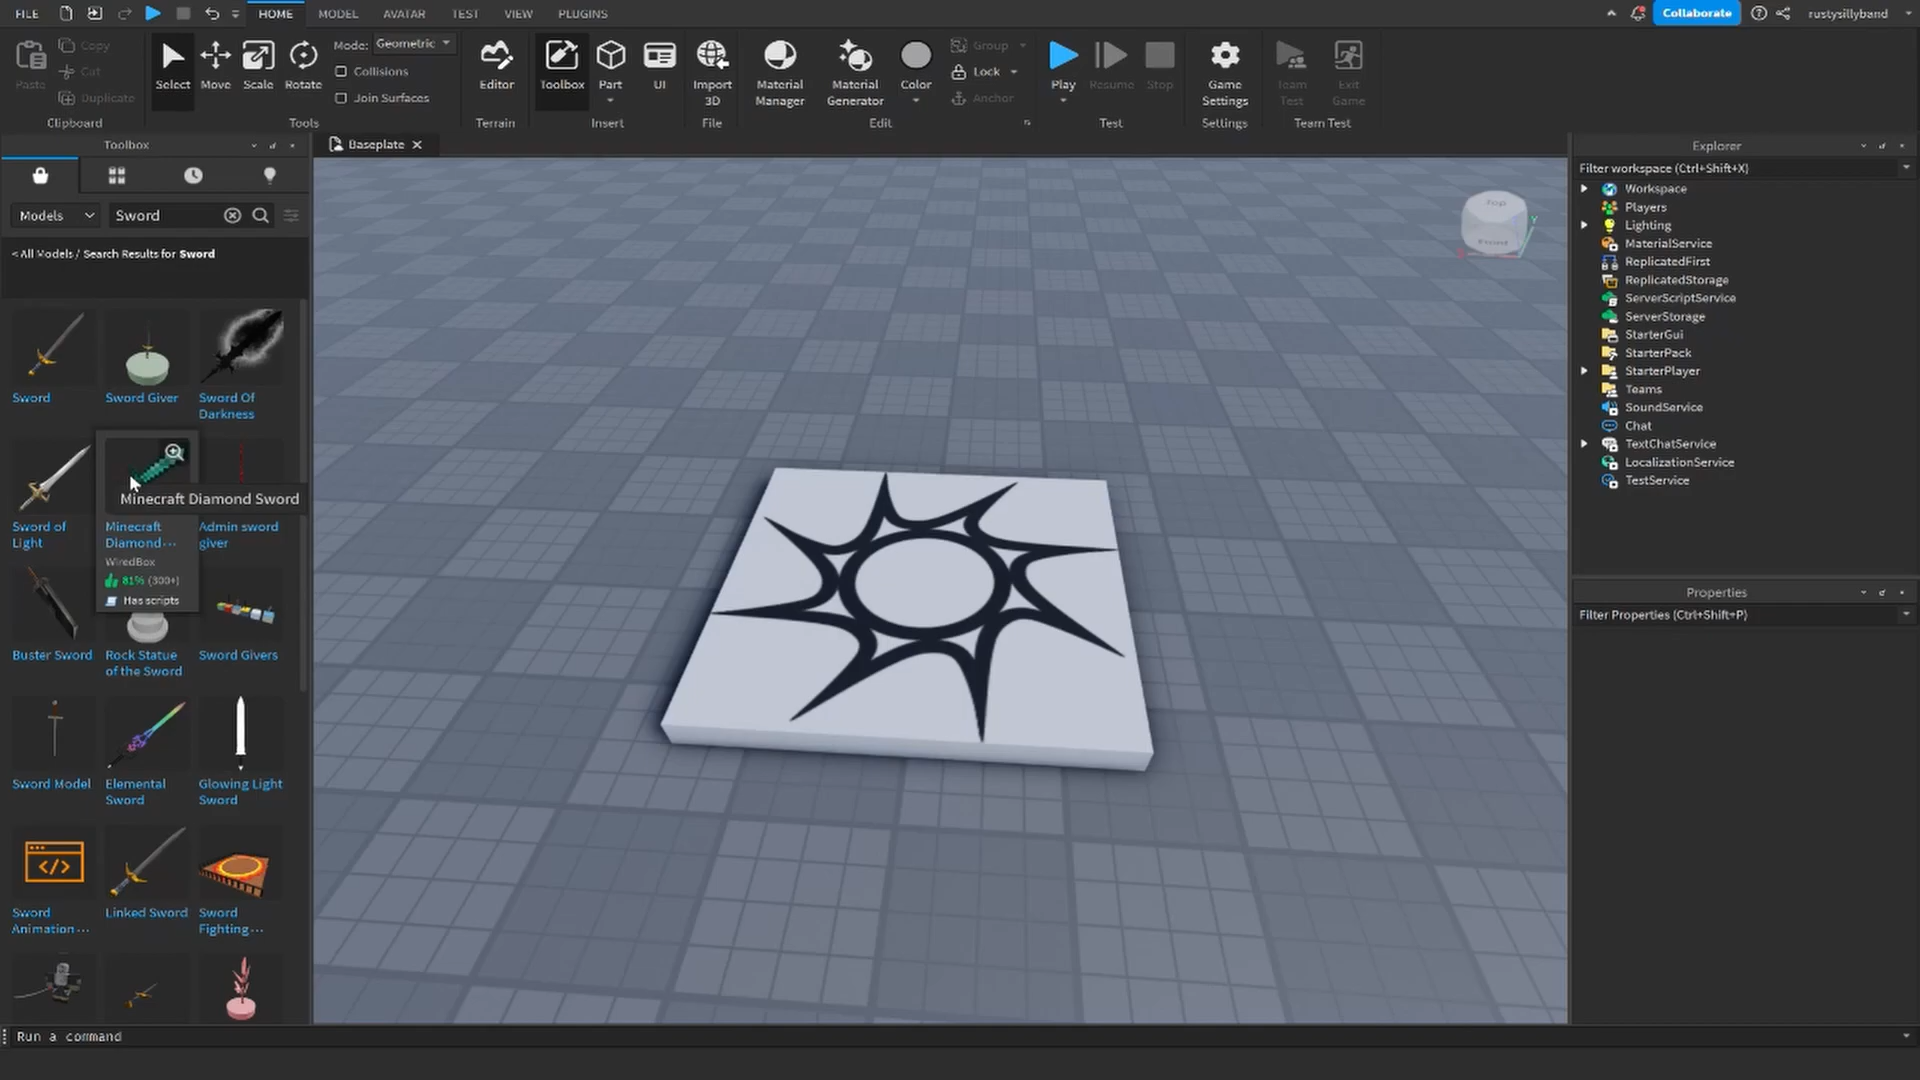 FILE
HOME
MODEL
AVATAR
TEST
VIEW
PLUGINS
Collaborate
rustysillyband
Paste
Copy
Cut
Duplicate
Clipboard
Select
Move
Scale
Rotate
Mode:
Geometric
Collisions
Join Surfaces
Tools
Editor
Terrain
Toolbox
Part
UI
Insert
Import
3D
File
Material
Manager
Material
Generator
Color
Group
Lock
Anchor
Edit
Play
Resume
Stop
Test
Game
Settings
Settings
Team
Test
Exit
Game
Team Test
Toolbox
Models
Sword
< All Models / Search Results for Sword
Sword
Sword Giver
Sword Of
Darkness
Minecraft Diamond Sword
Sword of
Light
Minecraft
Diamond...
WiredBox
81% (300+)
Has scripts
Admin sword
giver
Buster Sword
Rock Statue
of the Sword
Sword Givers
Sword Model
Elemental
Sword
Glowing Light
Sword
Sword
Animation...
Linked Sword
Sword
Fighting...
Baseplate
Top
Front
Y
Explorer
Filter workspace (Ctrl+Shift+X)
Workspace
Players
Lighting
MaterialService
ReplicatedFirst
ReplicatedStorage
ServerScriptService
ServerStorage
StarterGui
StarterPack
StarterPlayer
Teams
SoundService
Chat
TextChatService
LocalizationService
TestService
Properties
Filter Properties (Ctrl+Shift+P)
Run a command